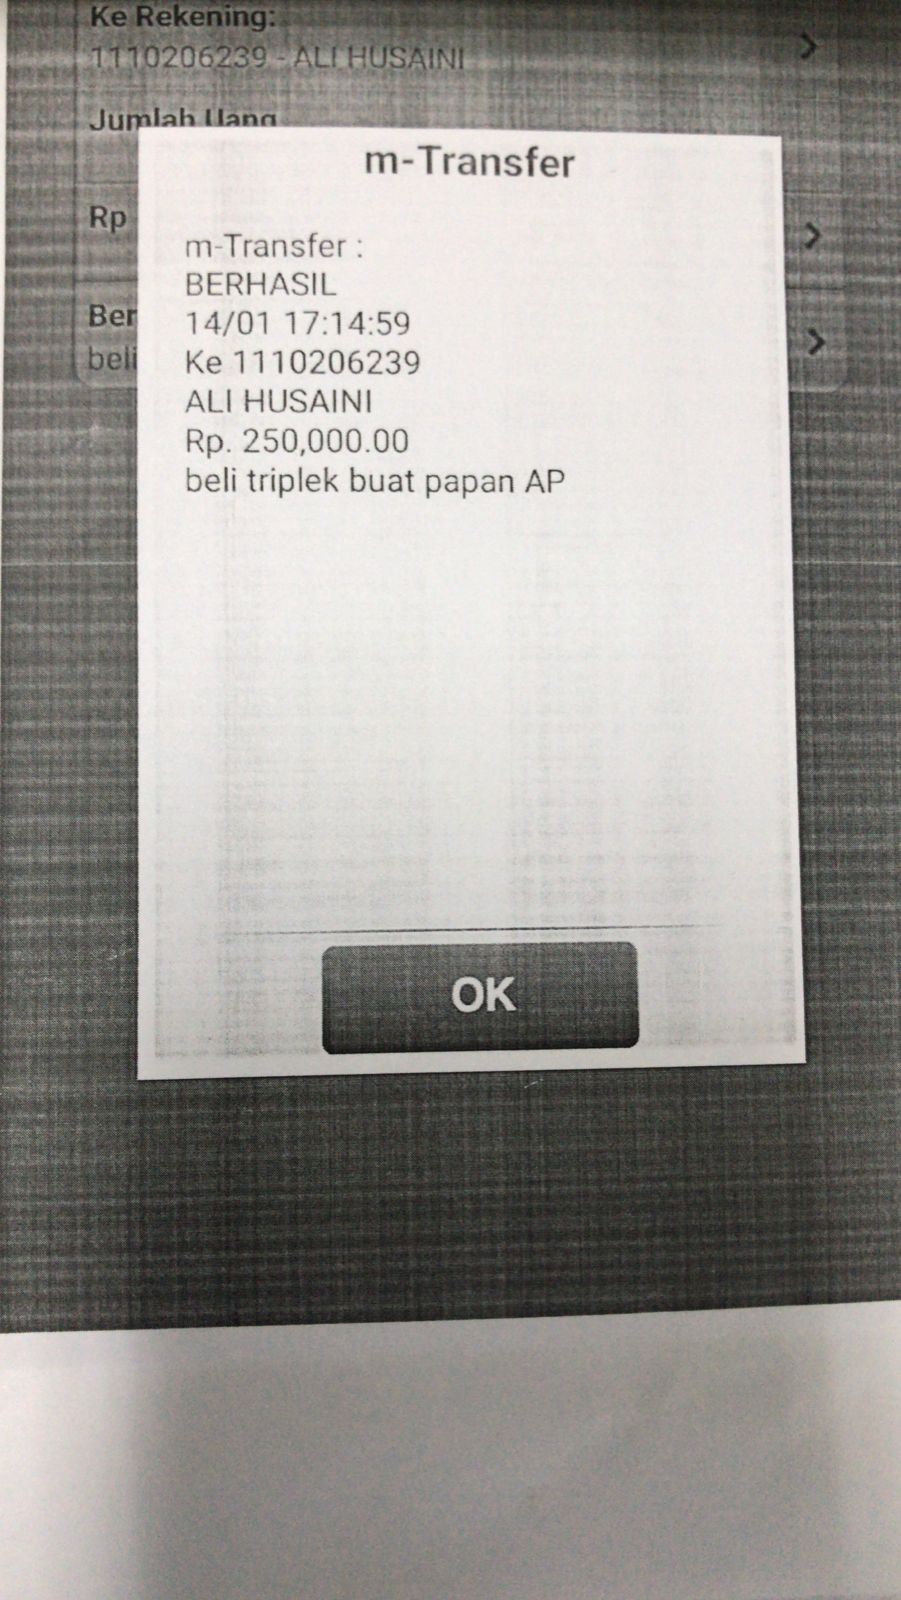 Ke Rekening:
1110206239 - ALI HUSAINI
Jumlah Uang
m-Transfer
Rp
m-Transfer :
BERHASIL
Ber
14/01 17:14:59
beli
Ke 1110206239
ALI HUSAINI
Rp. 250,000.00
beli triplek buat papan AP
OK